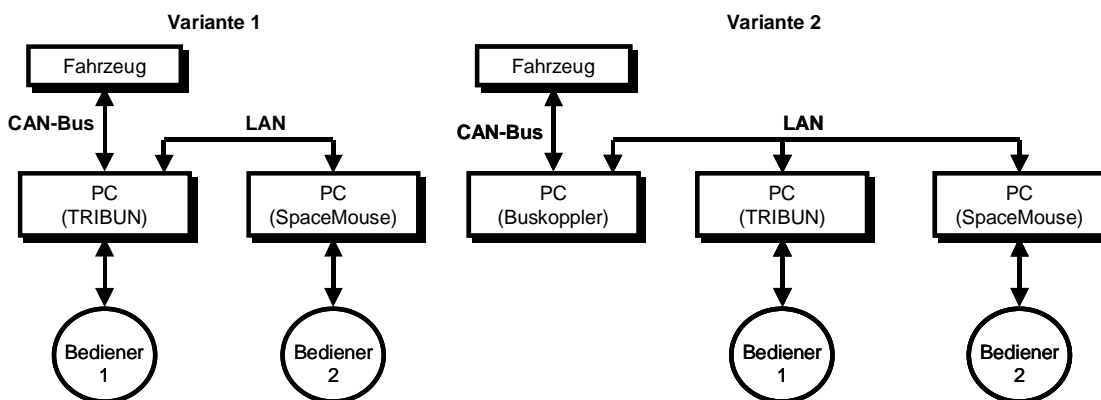 Variante 1
Fahrzeug
CAN-Bus
LAN
PC
(TRIBUN)
PC
(SpaceMouse)
Bediener
1
Bediener
2
Variante 2
Fahrzeug
CAN-Bus
LAN
PC
(Buskoppler)
PC
(TRIBUN)
PC
(SpaceMouse)
Bediener
1
Bediener
2